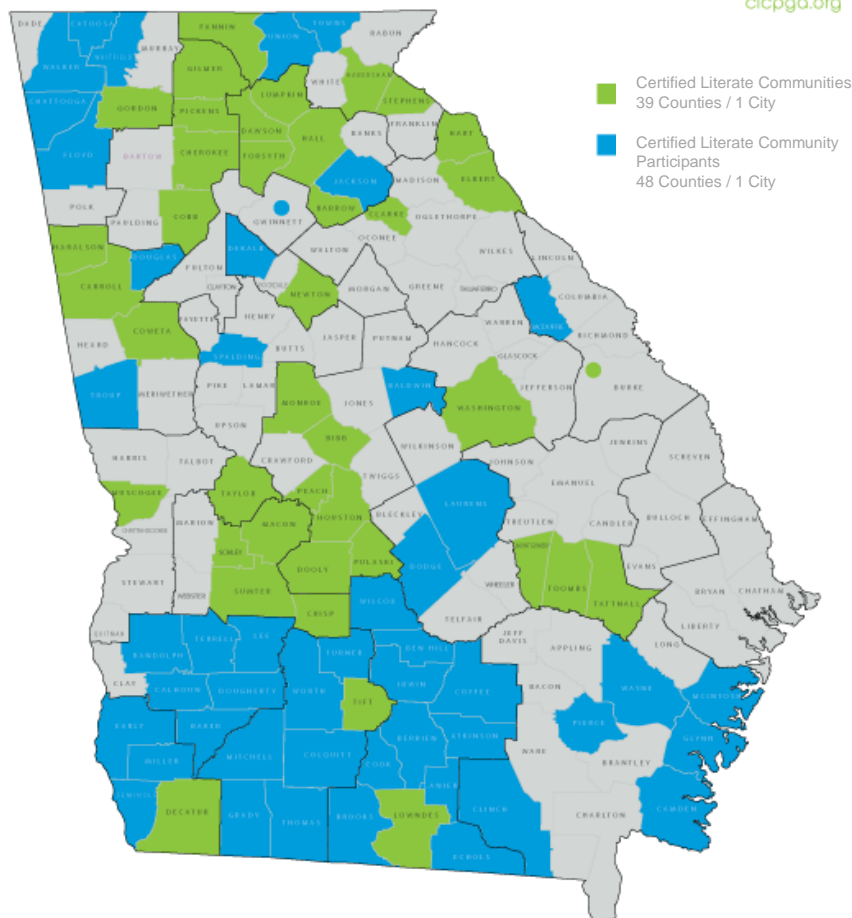 clcpga.org
Certified Literate Communities
39 Counties / 1 City
Certified Literate Community
Participants
48 Counties / 1 City
DADE
CATOOSA
FANNIN
UNION
TOWNS
RABUN
MURRAY
WALKER
GILMER
WHITE
HABERSHAM
LUMPKIN
STEPHENS
CHATTOOGA
GORDON
PICKENS
DAWSON
HALL
BANKS
FRANKLIN
HART
FLOYD
BARTOW
CHEROKEE
FORSYTH
JACKSON
MADISON
ELBERT
POLK
PAULDING
COBB
GWINNETT
BARROW
CLARKE
OGLETHORPE
HARALSON
DOUGLAS
DEKALB
WALTON
OCONEE
WILKES
LINCOLN
CARROLL
FULTON
CLAYTON
ROCKDALE
NEWTON
MORGAN
GREENE
TALIAFERRO
COLUMBIA
HEARD
COWETA
FAYETTE
HENRY
SPALDING
BUTTS
JASPER
PUTNAM
HANCOCK
WARREN
MCDUFFIE
RICHMOND
GLASCOCK
TROUP
MERIWETHER
PIKE
LAMAR
MONROE
JONES
BALDWIN
WASHINGTON
JEFFERSON
BURKE
UPSON
BIBB
WILKINSON
HARRIS
TALBOT
CRAWFORD
TWIGGS
JOHNSON
JENKINS
SCREVEN
MUSCOGEE
TAYLOR
PEACH
HOUSTON
BLECKLEY
LAURENS
EMANUEL
CHATTAHOOCHEE
MARION
MACON
TREUTLEN
CANDLER
BULLOCH
EFFINGHAM
SCHLEY
DOOLY
PULASKI
DODGE
MONTGOMERY
EVANS
STEWART
WEBSTER
SUMTER
CRISP
WILCOX
WHEELER
TOOMBS
TATTNALL
BRYAN
CHATHAM
TELFAIR
LIBERTY
QUITMAN
TERRELL
LEE
TURNER
BEN HILL
JEFF
DAVIS
APPLING
LONG
RANDOLPH
CLAY
CALHOUN
DOUGHERTY
WORTH
IRWIN
COFFEE
BACON
WAYNE
MCINTOSH
TIFT
EARLY
BAKER
BERRIEN
ATKINSON
PIERCE
GLYNN
MILLER
MITCHELL
COLQUITT
COOK
WARE
BRANTLEY
SEMINOLE
DECATUR
GRADY
THOMAS
BROOKS
LOWNDES
LANIER
CLINCH
CHARLTON
CAMDEN
ECHOLS